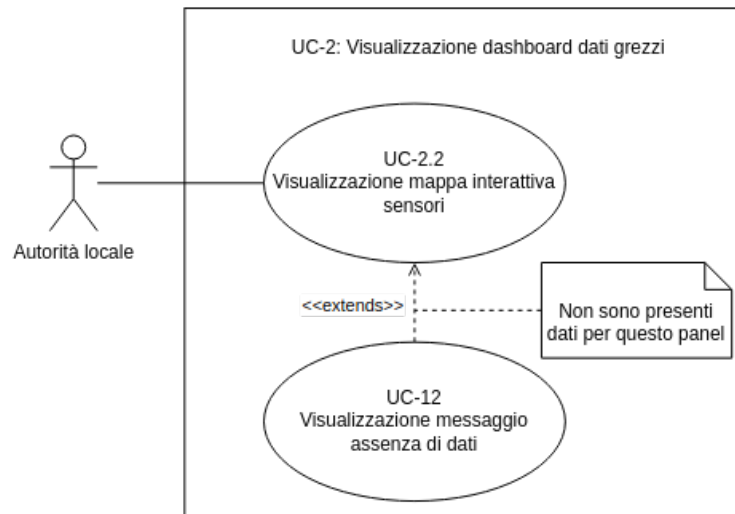 UC-2: Visualizzazione dashboard dati grezzi
UC-2.2
Visualizzazione mappa interattiva
sensori
Autorità locale
<<extends>>
Non sono presenti
dati per questo panel
UC-12
Visualizzazione messaggio
assenza di dati